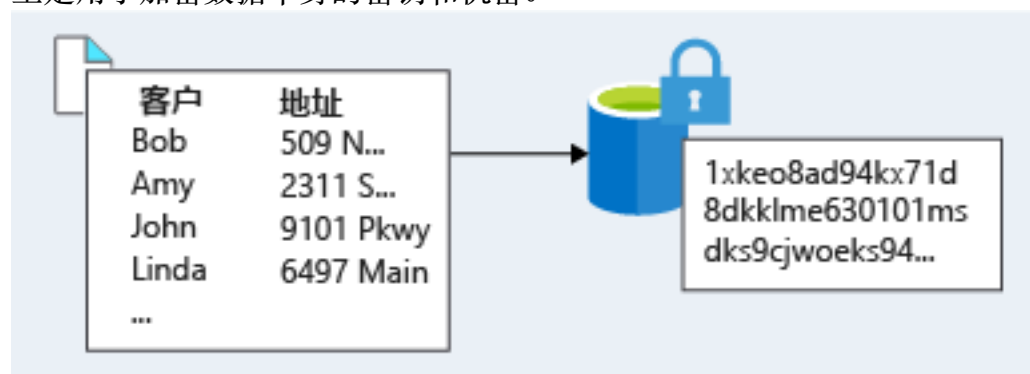 客户 地址
Bob 509 N...
Amy 2311 S...
John 9101 Pkwy
Linda 6497 Main
...
1xkeo8ad94kx71d
8dkklme630101ms
dks9cjwoeks94...